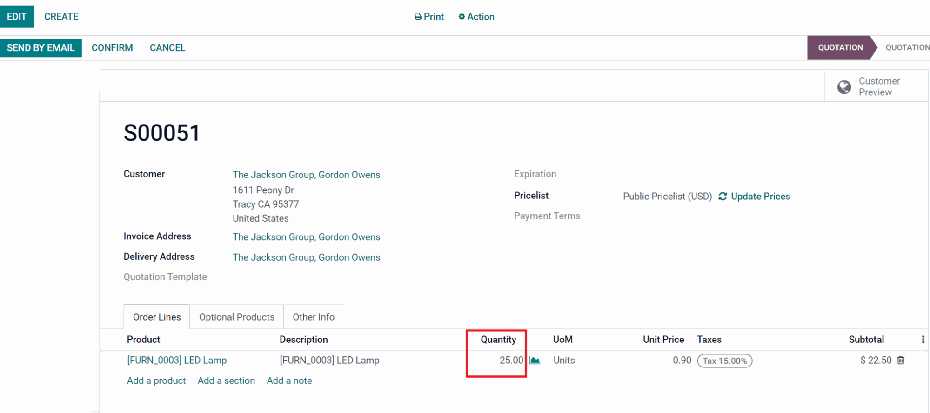 EDIT CREATE Print Action
SEND BY EMAIL CONFIRM CANCEL QUOTATION QUOTATION
Customer
Preview
S00051
Customer The Jackson Group, Gordon Owens Expiration
1611 Peony Dr Pricelist Public Pricelist (USD) Update Prices
Tracy CA 95377 Payment Terms
United States
Invoice Address The Jackson Group, Gordon Owens
Delivery Address The Jackson Group, Gordon Owens
Quotation Template
Order Lines Optional Products Other Info
Product Description Quantity UoM Unit Price Taxes Subtotal
[FURN_0003] LED Lamp [FURN_0003] LED Lamp 25.00 Units 0.90 Tax 15.00% $ 22.50
Add a product Add a section Add a note